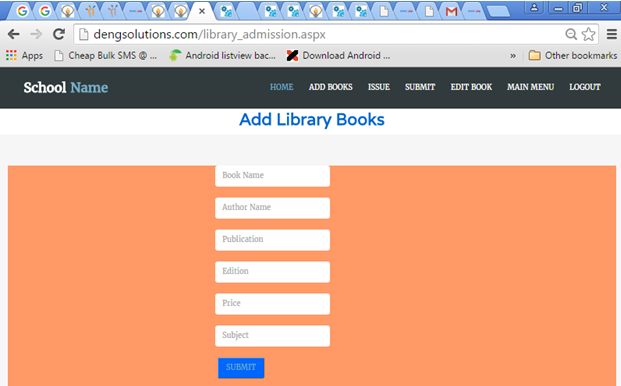 dengsolutions.com/library_admission.aspx
Apps Cheap Bulk SMS @ ... Android listview bac... Download Android ... » Other bookmarks
School Name HOME ADD BOOKS ISSUE SUBMIT EDIT BOOK MAIN MENU LOGOUT
Add Library Books
Book Name
Author Name
Publication
Edition
Price
Subject
SUBMIT